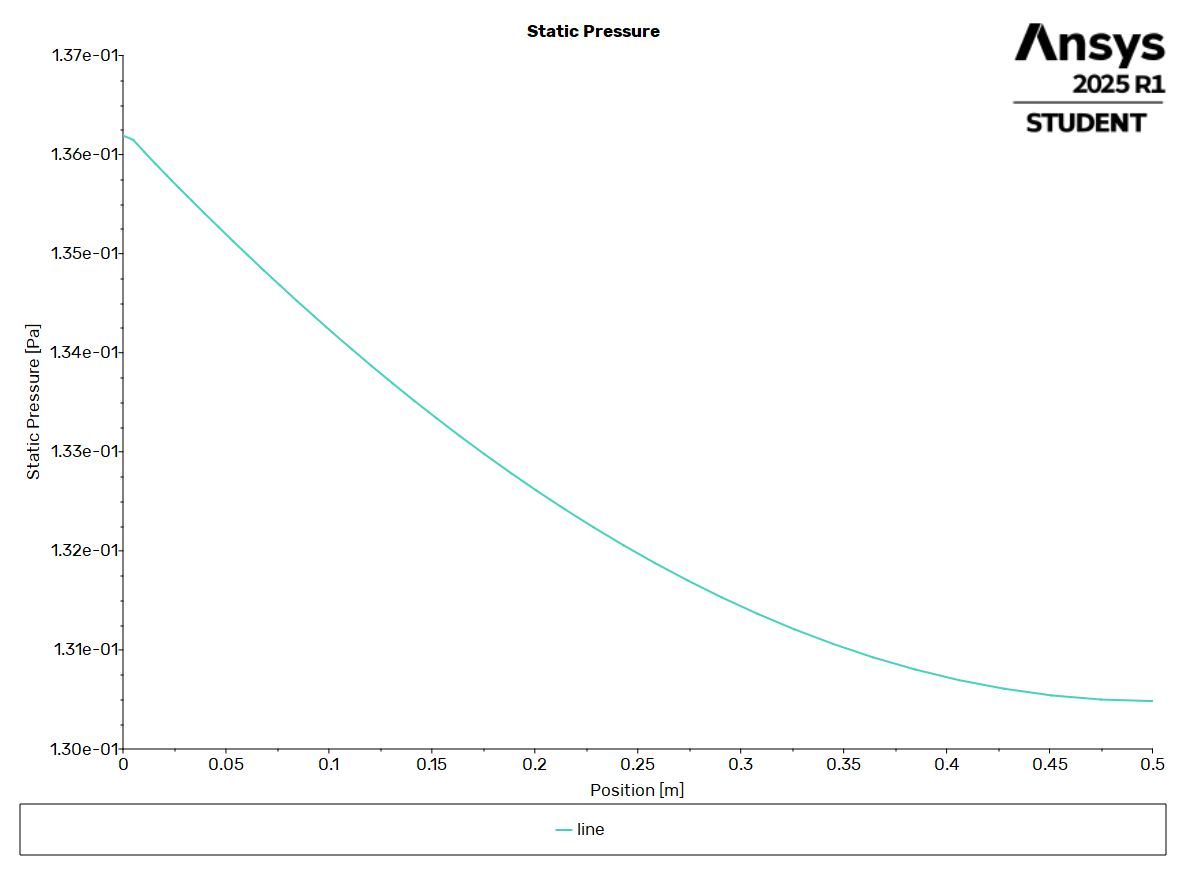 Static Pressure
Ansys
2025 R1
STUDENT
1.37e-01
1.36e-01
1.35e-01
1.34e-01
1.33e-01
1.32e-01
1.31e-01
1.30e-01
Static Pressure [Pa]
0 0.05 0.1 0.15 0.2 0.25 0.3 0.35 0.4 0.45 0.5
Position [m]
line